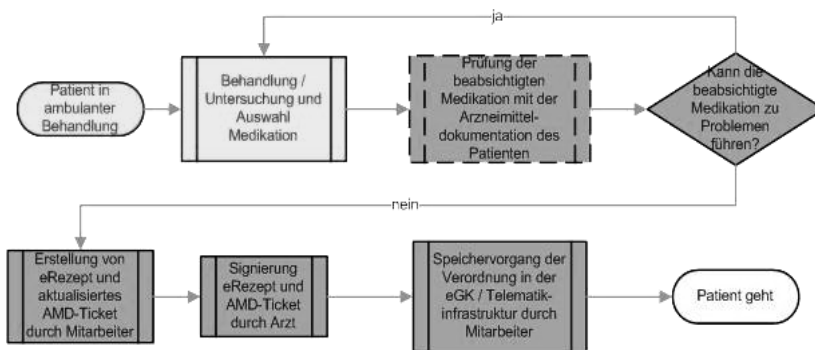 ja
Patient in
ambulanter
Behandlung
Behandlung /
Untersuchung und
Auswahl
Medikation
Prüfung der
beabsichtigten
Medikation mit der
Arzneimittel-
dokumentation des
Patienten
Kann die
beabsichtigte
Medikation zu
Problemen
führen?
nein
Erstellung von
eRezept und
aktualisiertes
AMD-Ticket
durch Mitarbeiter
Signierung
eRezept und
AMD-Ticket
durch Arzt
Speichervorgang der
Verordnung in der
eGK / Telematik-
infrastruktur durch
Mitarbeiter
Patient geht